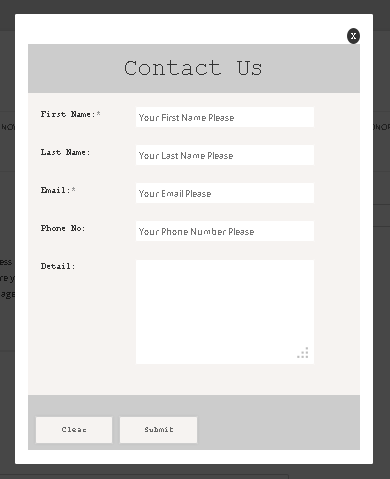 x
Contact Us
First Name:*
Your First Name Please
Last Name:
Your Last Name Please
Email:*
Your Email Please
Phone No:
Your Phone Number Please
Detail:
Clear
Submit